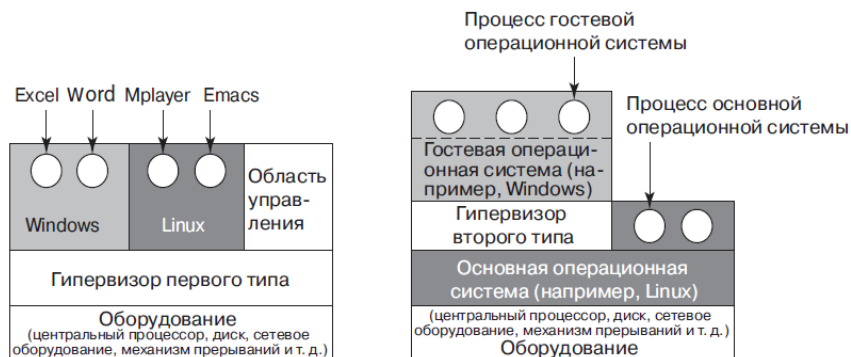 Excel Word Mplayer Emacs
Windows
Linux
Область
управ-
ления
Гипервизор первого типа
Оборудование
(центральный процессор, диск, сетевое
оборудование, механизм прерываний и т. д.)
Процесс гостевой
операционной системы
Процесс основной
операционной системы
Гостевая операци-
онная система (на-
пример, Windows)
Гипервизор
второго типа
Основная операционная
система (например, Linux)
(центральный процессор, диск, сетевое
оборудование, механизм прерываний и т. д.)
Оборудование